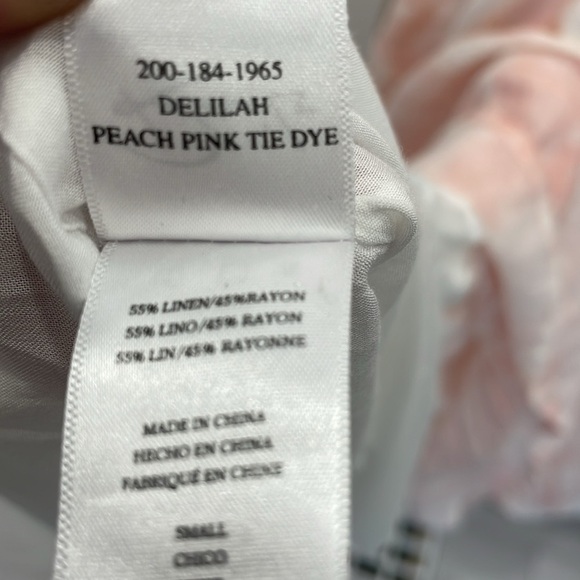 200-184-1965
DELILAH
PEACH PINK TIE DYE
55% LINEN/45%RAYON
55% LINO/45% RAYON
55% LIN/45% RAYONNE
MADE IN CHINA
HECHO EN CHINA
FABRIQUÉ EN CHINE
SMALL
CHICO